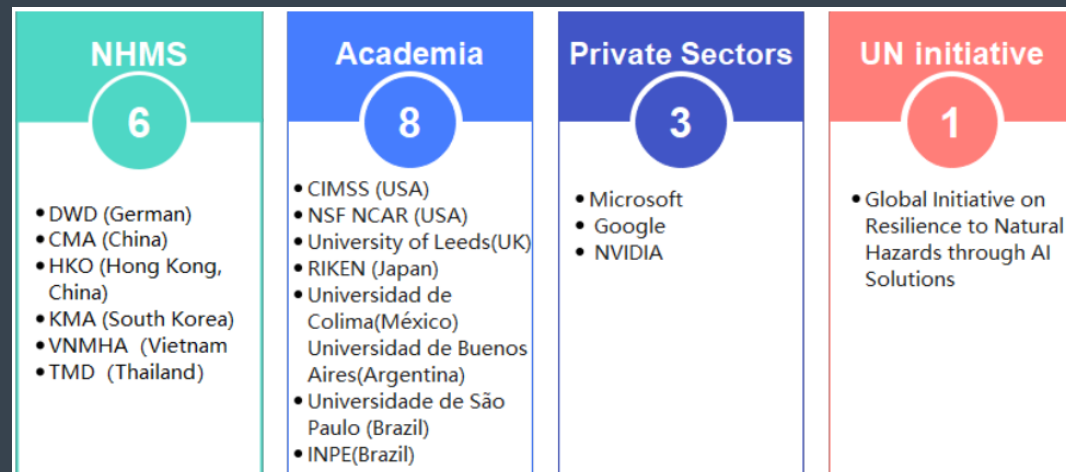 NHMS
6
• DWD (German)
• CMA (China)
• HKO (Hong Kong,
China)
• KMA (South Korea)
• VNMHA (Vietnam
• TMD (Thailand)
Academia
8
• CIMSS (USA)
• NSF NCAR (USA)
• University of Leeds(UK)
• RIKEN (Japan)
• Universidad de
Colima(México)
Universidad de Buenos
Aires(Argentina)
• Universidade de São
Paulo (Brazil)
• INPE(Brazil)
Private Sectors
3
• Microsoft
• Google
• NVIDIA
UN initiative
1
• Global Initiative on
Resilience to Natural
Hazards through AI
Solutions